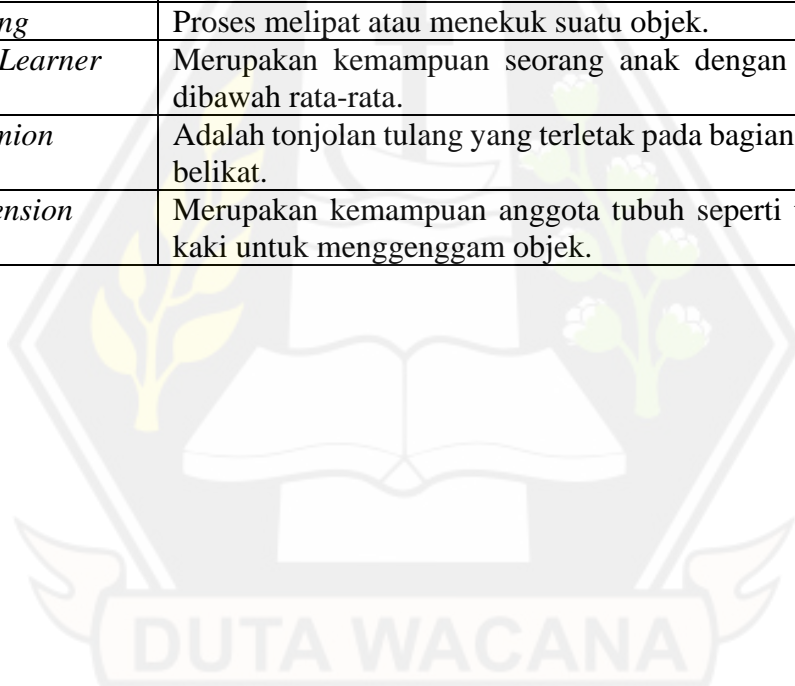 ng Proses melipat atau menekuk suatu objek.
Learner Merupakan kemampuan seorang anak dengan
dibawah rata-rata.
nion Adalah tonjolan tulang yang terletak pada bagian
belikat.
ension Merupakan kemampuan anggota tubuh seperti
kaki untuk menggenggam objek.
DUTA WACANA